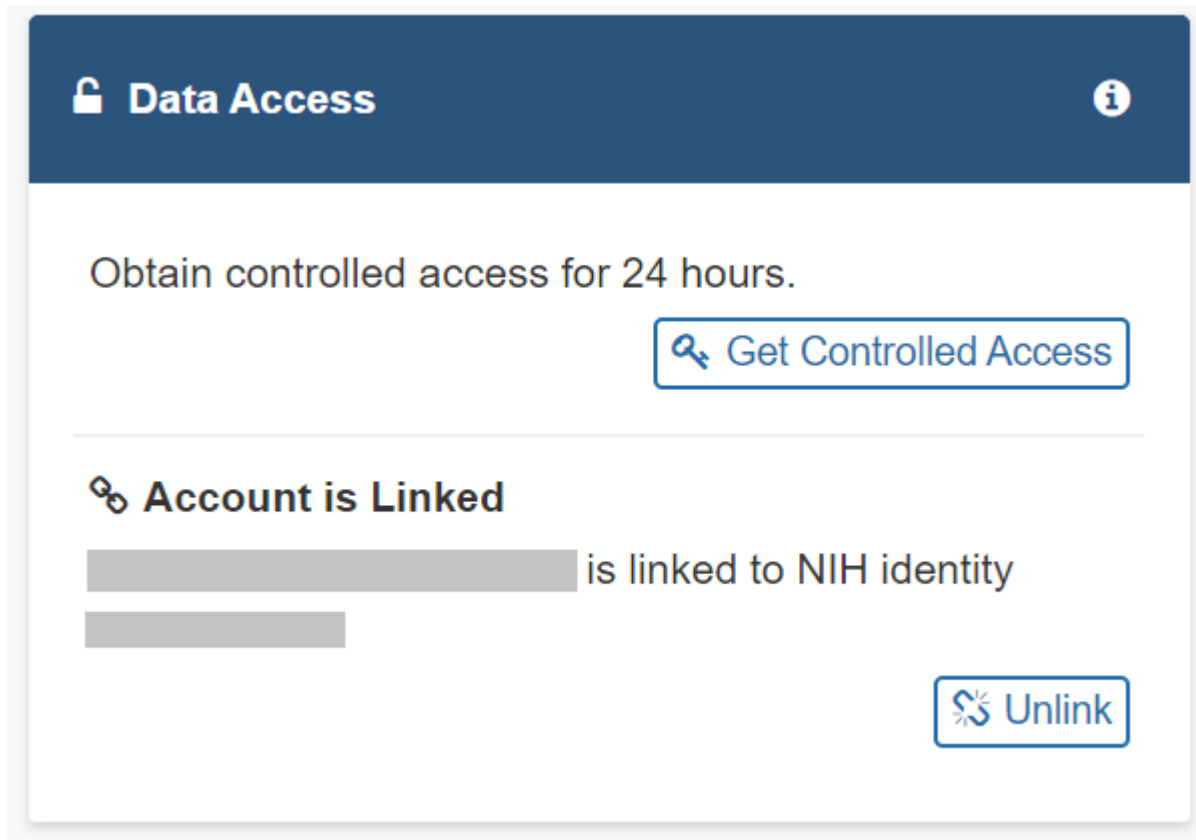 Data Access
Obtain controlled access for 24 hours.
Get Controlled Access
Account is Linked
is linked to NIH identity
Unlink